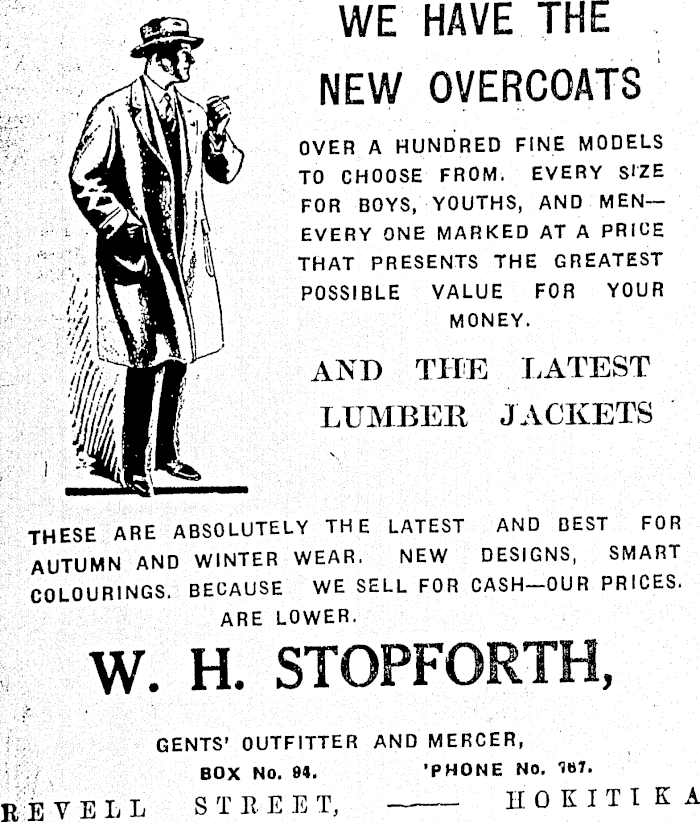 WE HAVE THE
NEW OVERCOATS
OVER A HUNDRED FINE MODELS
TO CHOOSE FROM. EVERY SIZE
FOR BOYS, YOUTHS, AND MEN—
EVERY ONE MARKED AT A PRICE
THAT PRESENTS THE GREATEST
POSSIBLE VALUE FOR YOUR
MONEY.
AND THE LATEST
LUMBER JACKETS
THESE ARE ABSOLUTELY THE LATEST AND BEST FOR
AUTUMN AND WINTER WEAR. NEW DESIGNS, SMART
COLOURINGS. BECAUSE WE SELL FOR CASH—OUR PRICES.
ARE LOWER.
W. H. STOPFORTH,
GENTS' OUTFITTER AND MERCER,
BOX No. 94. 'PHONE No.
REVELL STREET, —— HOKITIKA